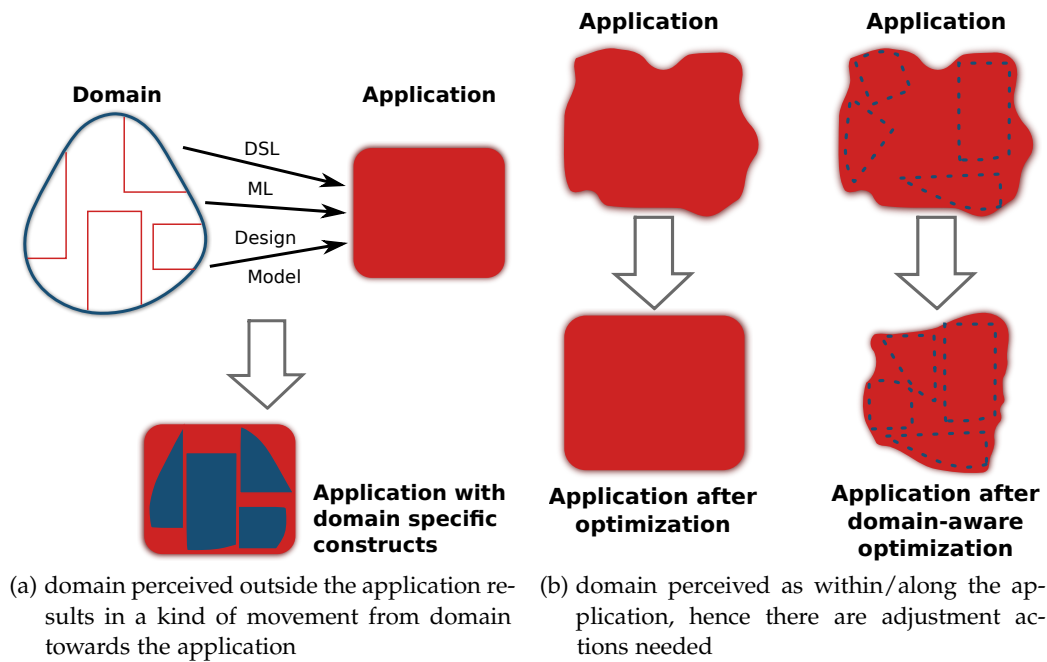 Domain
Application
DSL
ML
Design
Model
Application with
domain specific
constructs
(a) domain perceived outside the application re-
sults in a kind of movement from domain
towards the application
Application
Application
Application after
optimization
Application after
domain-aware
optimization
(b) domain perceived as within/along the ap-
plication, hence there are adjustment ac-
tions needed